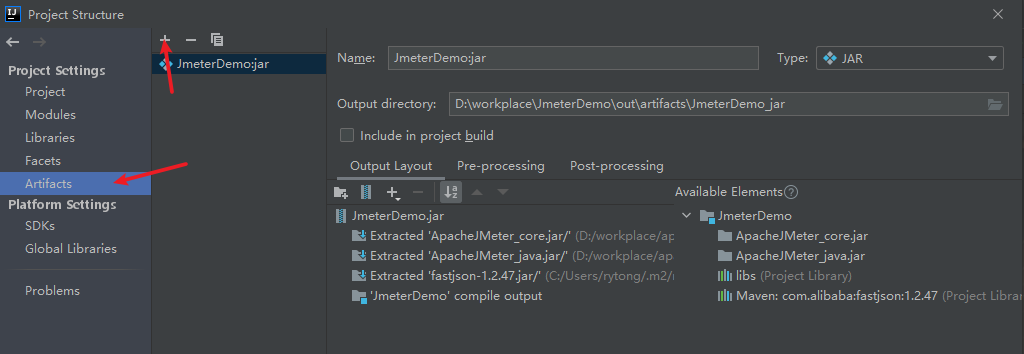 Project Structure
Project Settings
Project
Modules
Libraries
Facets
Artifacts
Platform Settings
SDKs
Global Libraries
Problems
JmeterDemo:jar
Name: JmeterDemo:jar Type: JAR
Output directory: D:\workplace\JmeterDemo\out\artifacts\JmeterDemo_jar
Include in project build
Output Layout Pre-processing Post-processing
JmeterDemo.jar
Extracted 'ApacheJMeter_core.jar/' (D:/workplace/ap
Extracted 'ApacheJMeter_java.jar/' (D:/workplace/ap
Extracted 'fastjson-1.2.47.jar/' (C:/Users/rytong/.m2/r
'JmeterDemo' compile output
Available Elements
JmeterDemo
ApacheJMeter_core.jar
ApacheJMeter_java.jar
libs (Project Library)
Maven: com.alibaba:fastjson:1.2.47 (Project Librar